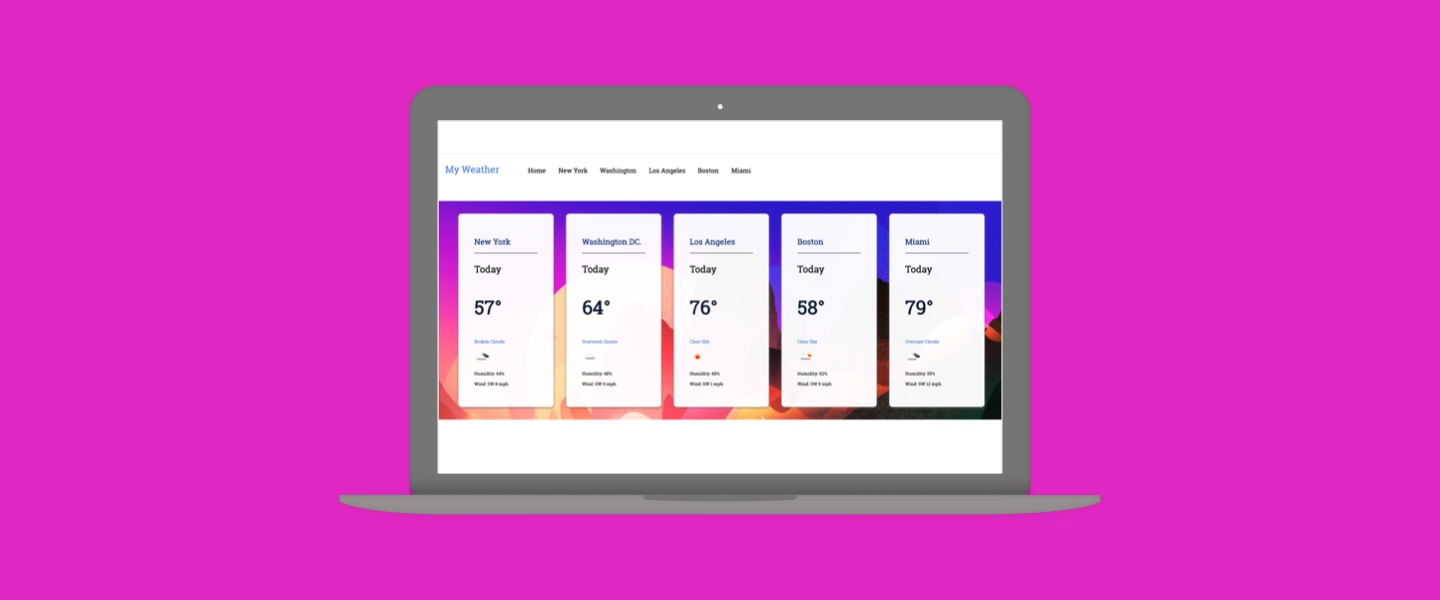 My Weather
Home New York Washington Los Angeles Boston Miami
New York
Today
57°
Broken Clouds
Humidity: 64%
Wind: SW 8 mph
Washington DC.
Today
64°
Scattered Clouds
Humidity: 48%
Wind: SW 9 mph
Los Angeles
Today
76°
Clear Sky
Humidity: 49%
Wind: SW 1 mph
Boston
Today
58°
Clear Sky
Humidity: 62%
Wind: SW 9 mph
Miami
Today
79°
Overcast Clouds
Humidity: 55%
Wind: SW 12 mph